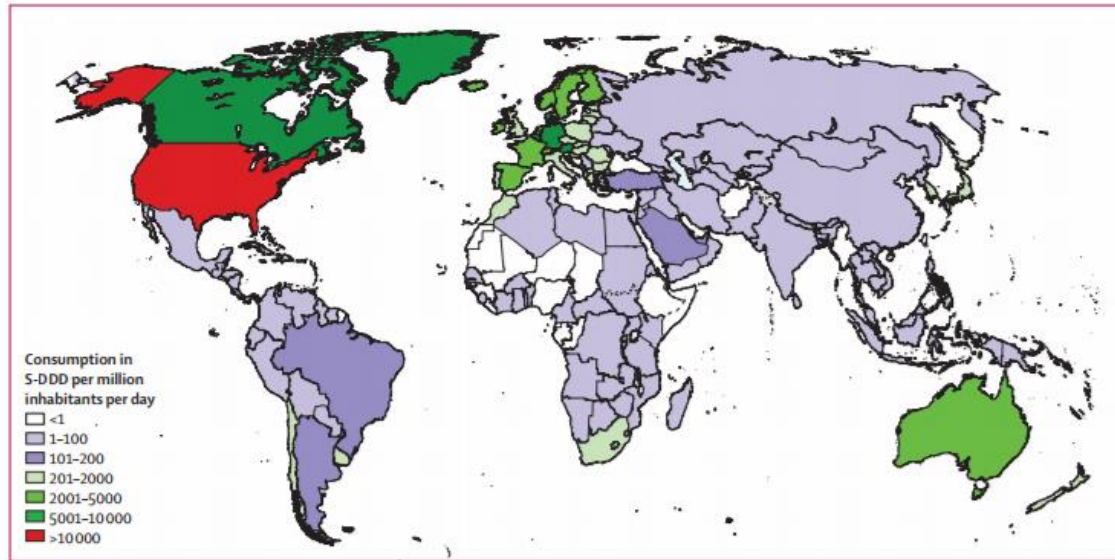 Consumption in
S-DDD per million
inhabitants per day
<1
1–100
101–200
201–2000
2001–5000
5001–10 000
>10 000